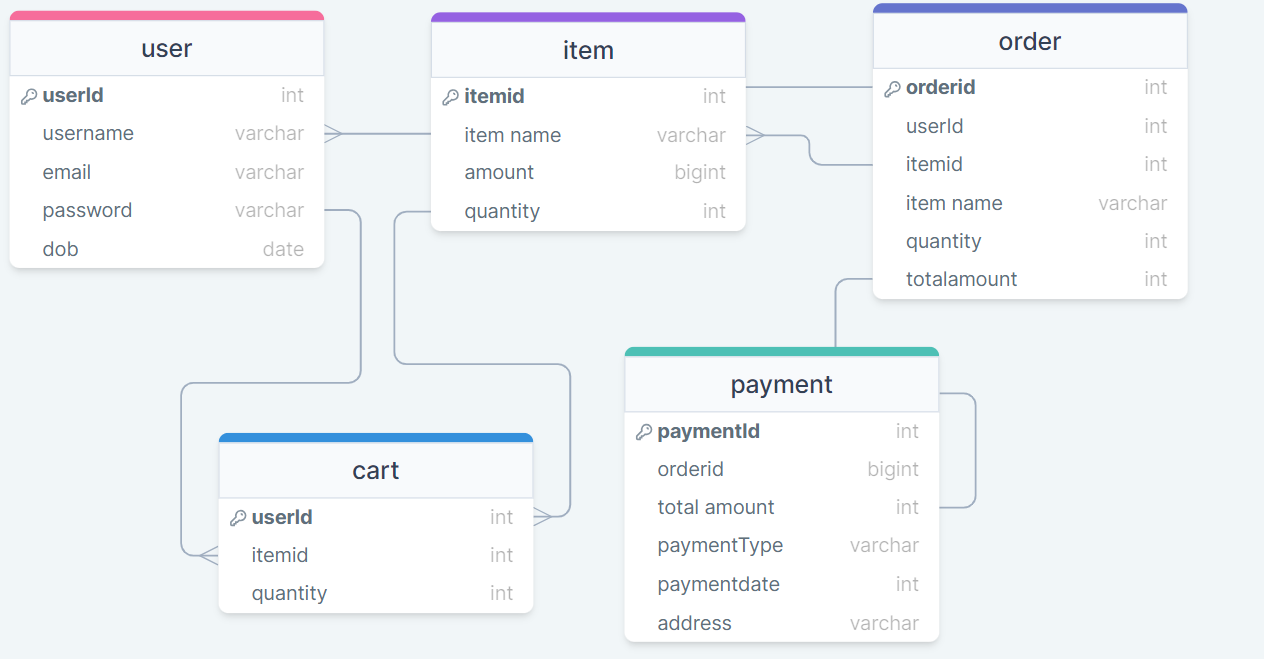 user
userId int
username varchar
email varchar
password varchar
dob date
item
itemid int
item name varchar
amount bigint
quantity int
order
orderid int
userId int
itemid int
item name varchar
quantity int
totalamount int
cart
userId int
itemid int
quantity int
payment
paymentId int
orderid bigint
total amount int
paymentType varchar
paymentdate int
address varchar